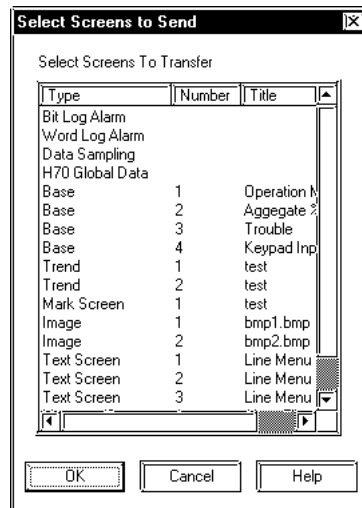 Select Screens to Send
Select Screens To Transfer
Type Number Title
Bit Log Alarm
Word Log Alarm
Data Sampling
H70 Global Data
Base 1 Operation M
Base 2 Aggegate %
Base 3 Trouble
Base 4 Keypad Inp
Trend 1 test
Trend 2 test
Mark Screen 1 test
Image 1 bmp1.bmp
Image 2 bmp2.bmp
Text Screen 1 Line Menu
Text Screen 2 Line Menu
Text Screen 3 Line Menu
OK Cancel Help